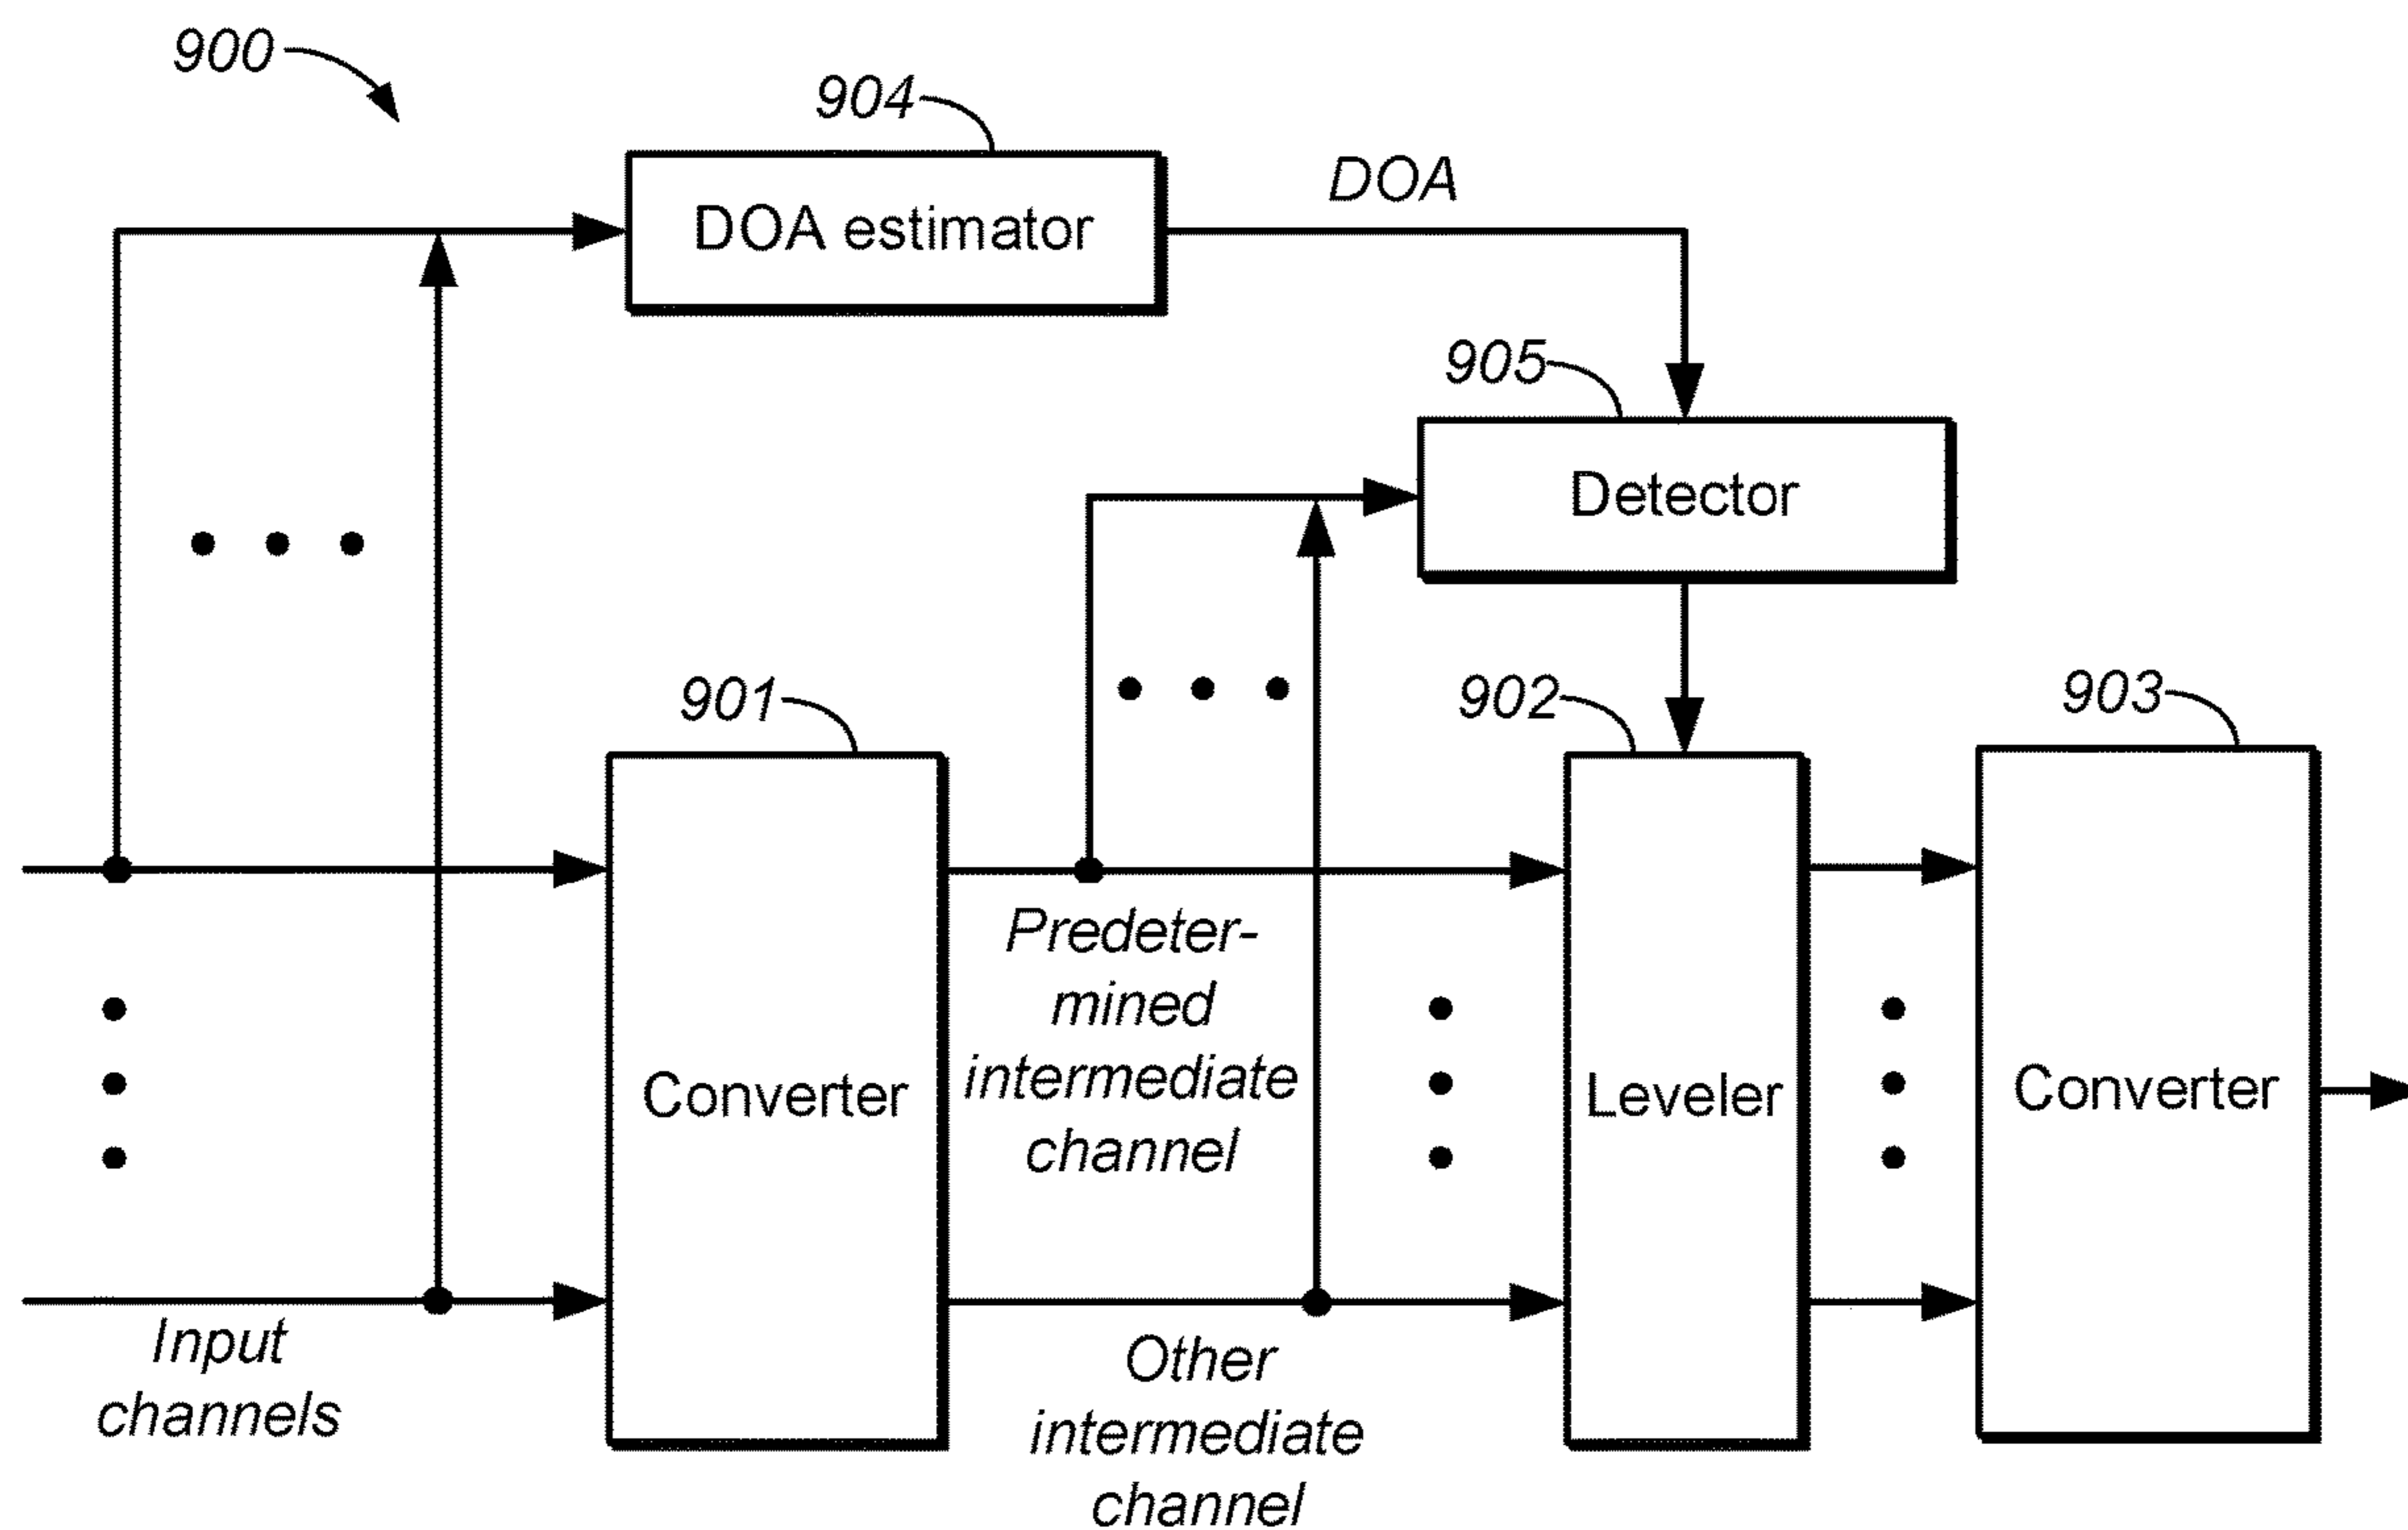 900
904
DOA estimator
DOA
905
Detector
901
902
903
Predeter-
mined
intermediate
channel
Converter
Leveler
Converter
Input
channels
Other
intermediate
channel